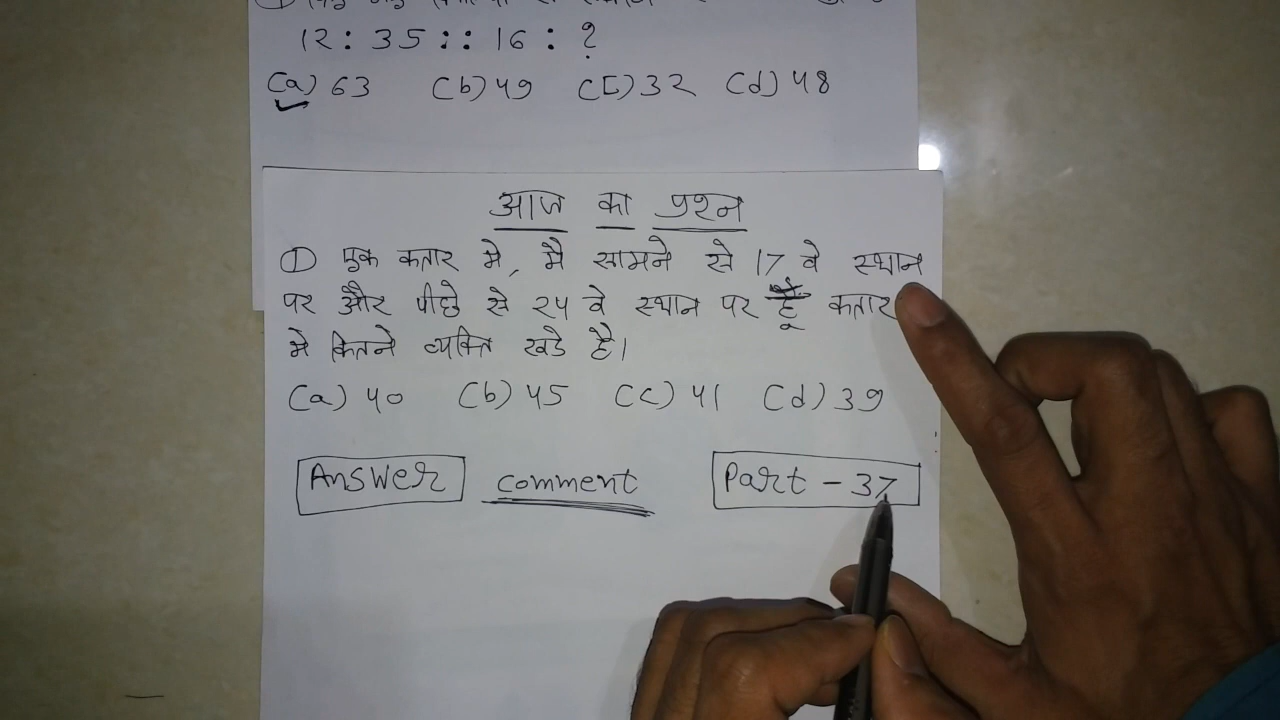 12 : 35 :: 16 : ?
(a) 63 (b) 49 (c) 32 (d) 48
आज का प्रश्न
① एक कतार मे, मै सामने से 17 वे स्थान
पर और पीछे से 24 वे स्थान पर हूँ कतार
मे कितने व्यक्ति खडे है।
(a) 40 (b) 45 (c) 41 (d) 39
Answer comment Part - 37